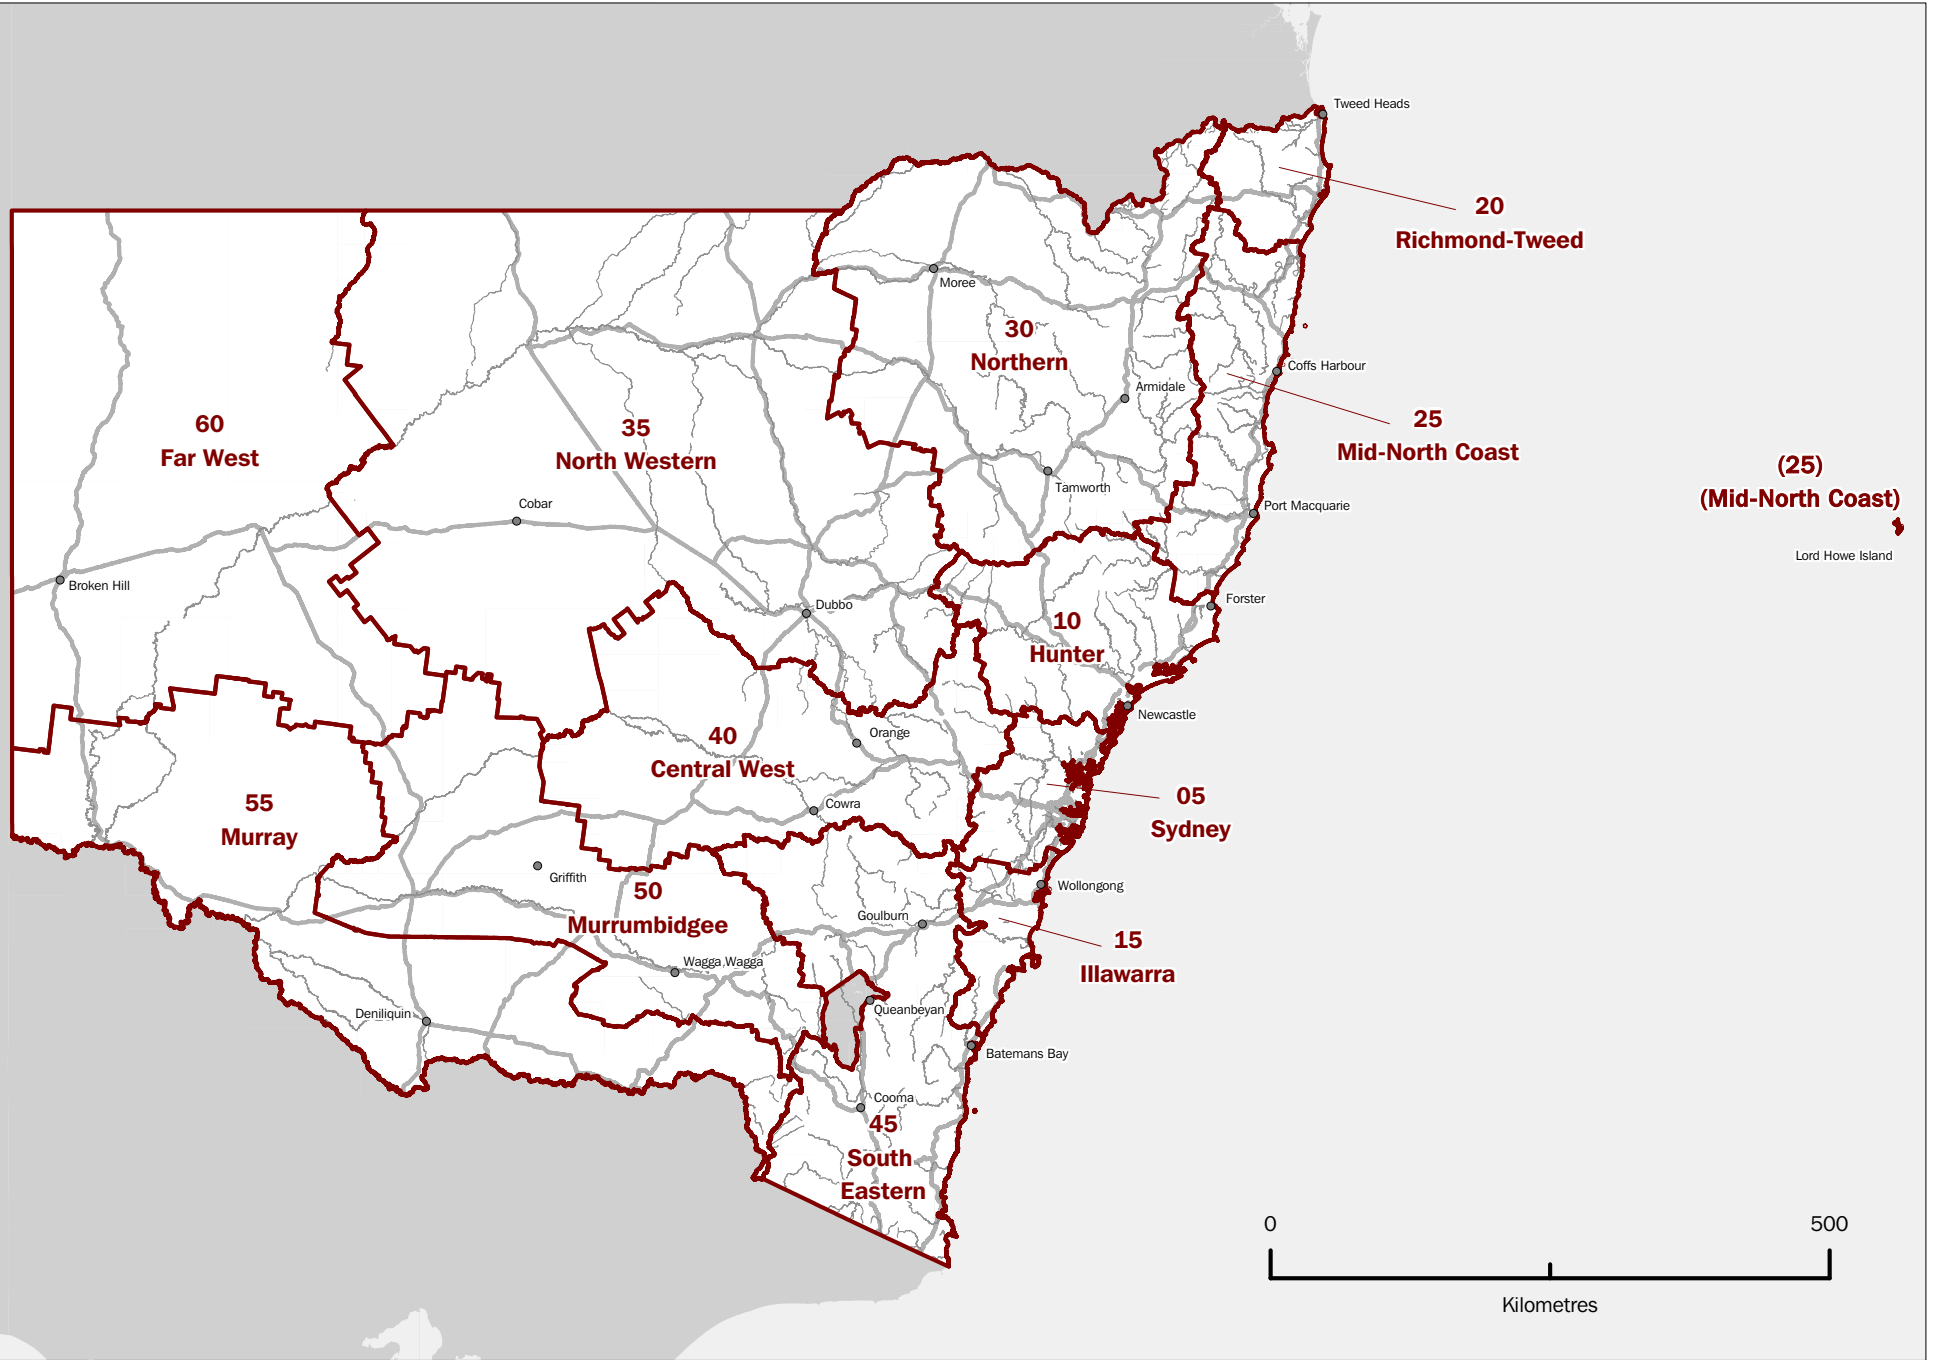 Tweed Heads
20
Richmond-Tweed
Moree
30
Northern
Coffs Harbour
Armidale
25
Mid-North Coast
60
Far West
35
North Western
(25)
(Mid-North Coast)
Tamworth
Cobar
Port Macquarie
Lord Howe Island
Broken Hill
Dubbo
Forster
10
Hunter
Newcastle
Orange
40
Central West
55
Murray
Cowra
05
Sydney
Griffith
50
Murrumbidgee
Wollongong
Goulburn
15
Illawarra
Wagga Wagga
Deniliquin
Queanbeyan
Batemans Bay
Cooma
45
South
Eastern
0
500
Kilometres